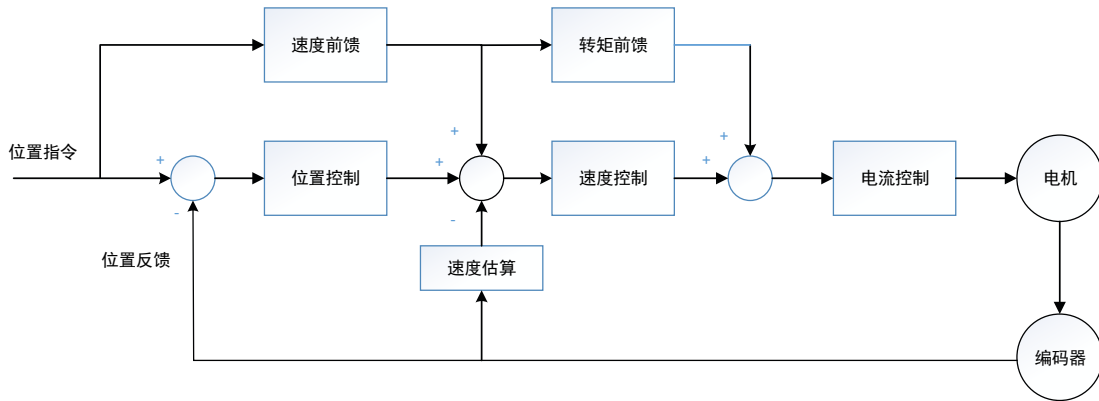 速度前馈
转矩前馈
+
+
位置指令
+
+
+
位置控制
速度控制
电流控制
电机
-
-
位置反馈
速度估算
编码器